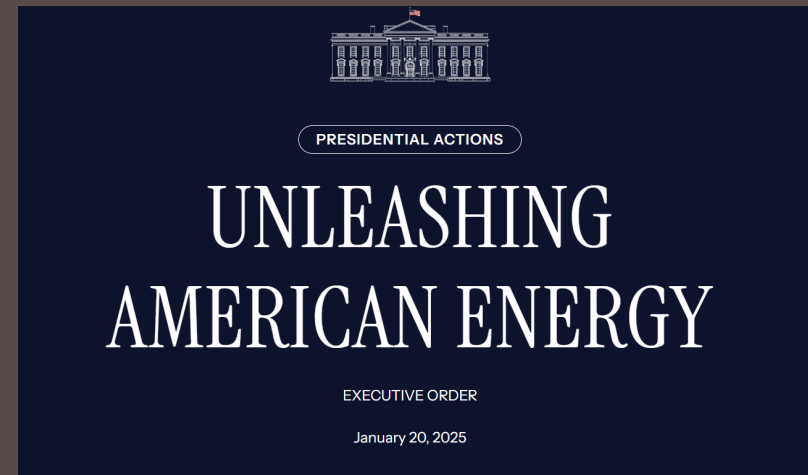 PRESIDENTIAL ACTIONS
UNLEASHING
AMERICAN ENERGY
EXECUTIVE ORDER
January 20, 2025